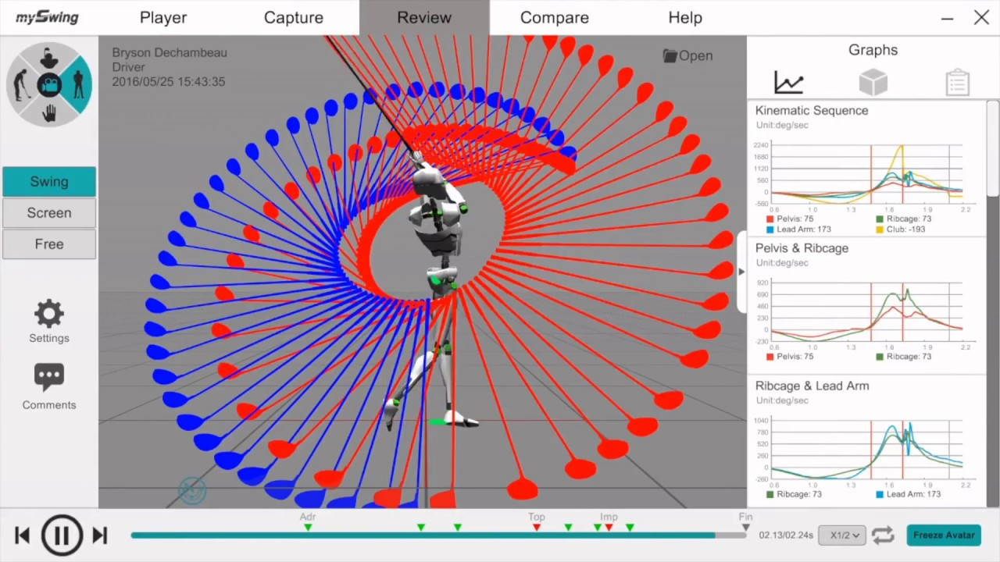 mySwing
Player
Capture
Review
Compare
Help
Bryson Dechambeau
Driver
2016/05/25 15:43:35
Open
Swing
Screen
Free
Settings
Comments
Graphs
Kinematic Sequence
Unit:deg/sec
2240
1680
1120
560
0
-560
0.6 1.0 1.3 1.6 1.9 2.2
Pelvis: 75 Ribcage: 73
Lead Arm: 173 Club: -193
Pelvis & Ribcage
Unit:deg/sec
920
690
460
230
0
-230
0.6 1.0 1.3 1.6 1.9 2.2
Pelvis: 75 Ribcage: 73
Ribcage & Lead Arm
Unit:deg/sec
1040
780
520
260
0
-260
0.6 1.0 1.3 1.6 1.9 2.2
Ribcage: 73 Lead Arm: 173
Adr Top Imp Fin
02.13/02.24s X1/2 Freeze Avatar